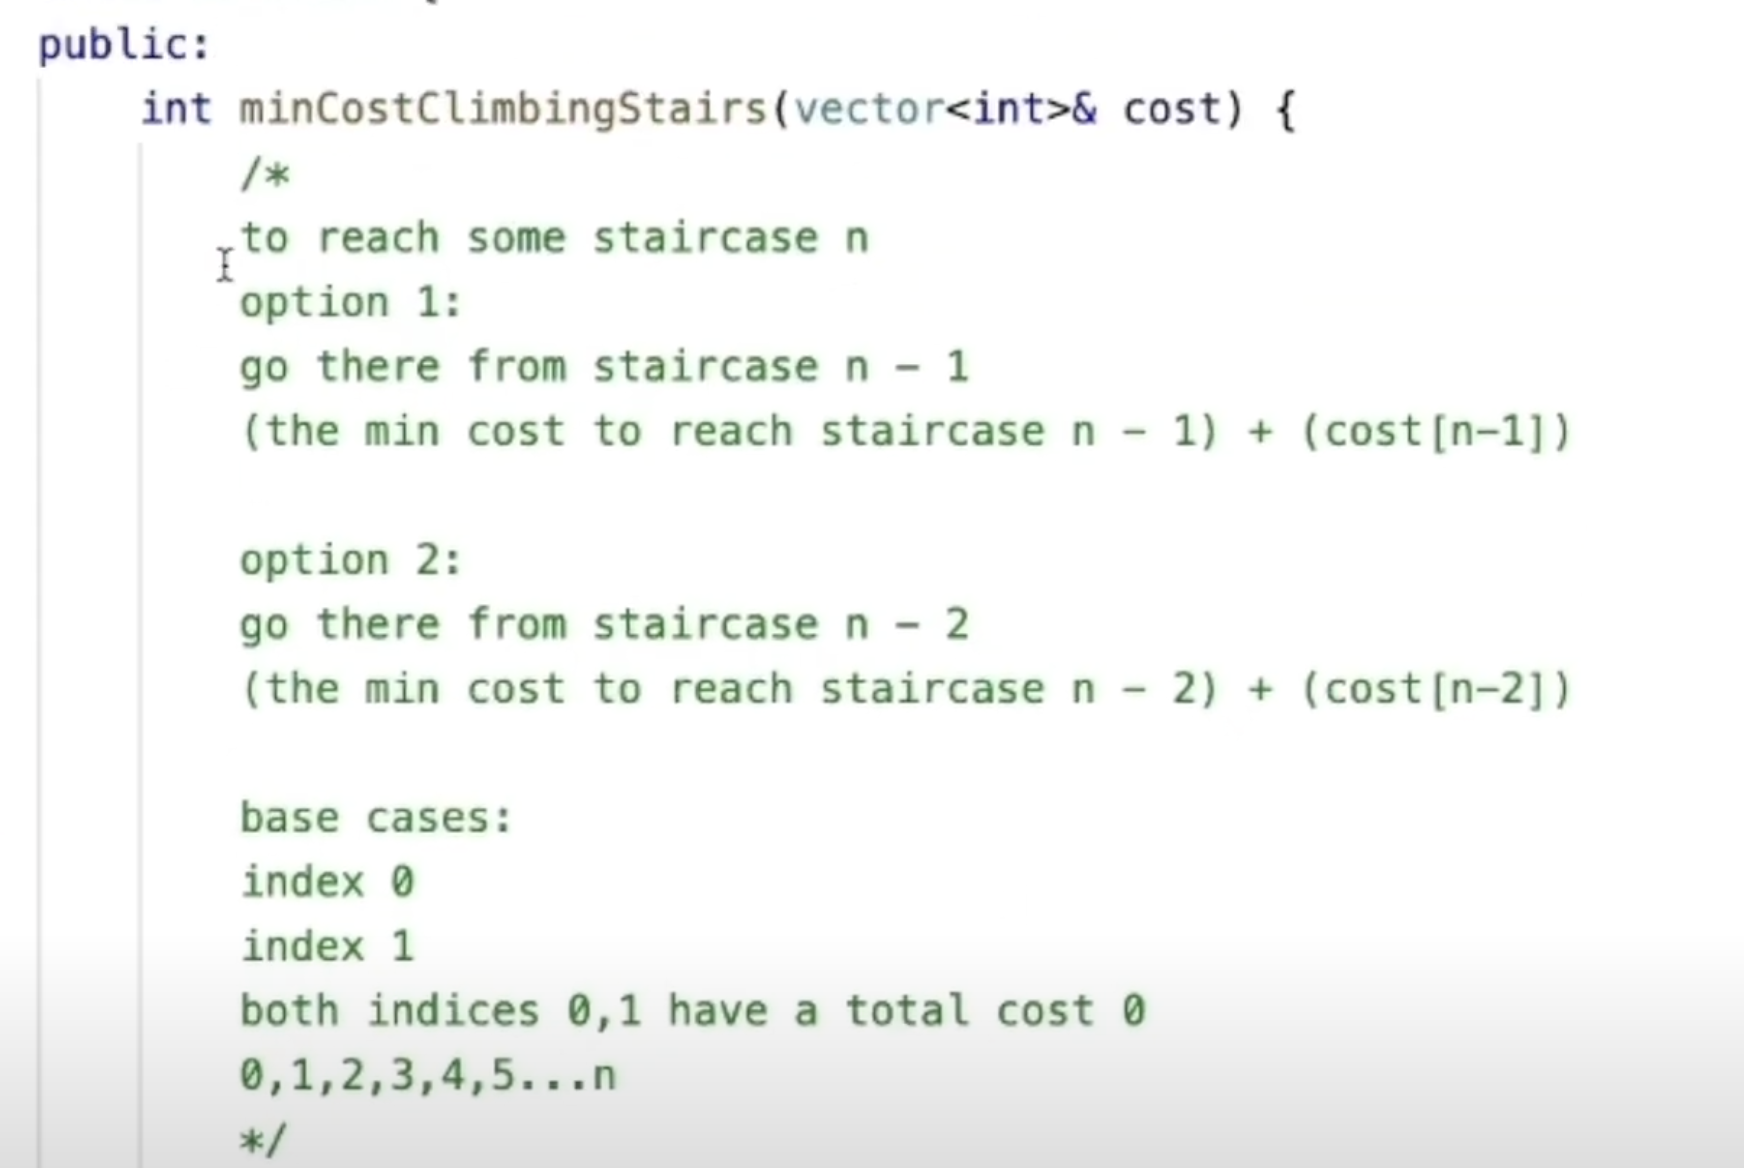 public:
int minCostClimbingStairs(vector<int>& cost) {
/*
to reach some staircase n
option 1:
go there from staircase n - 1
(the min cost to reach staircase n - 1) + (cost[n-1])
option 2:
go there from staircase n - 2
(the min cost to reach staircase n - 2) + (cost[n-2])
base cases:
index 0
index 1
both indices 0,1 have a total cost 0
0,1,2,3,4,5...n
*/